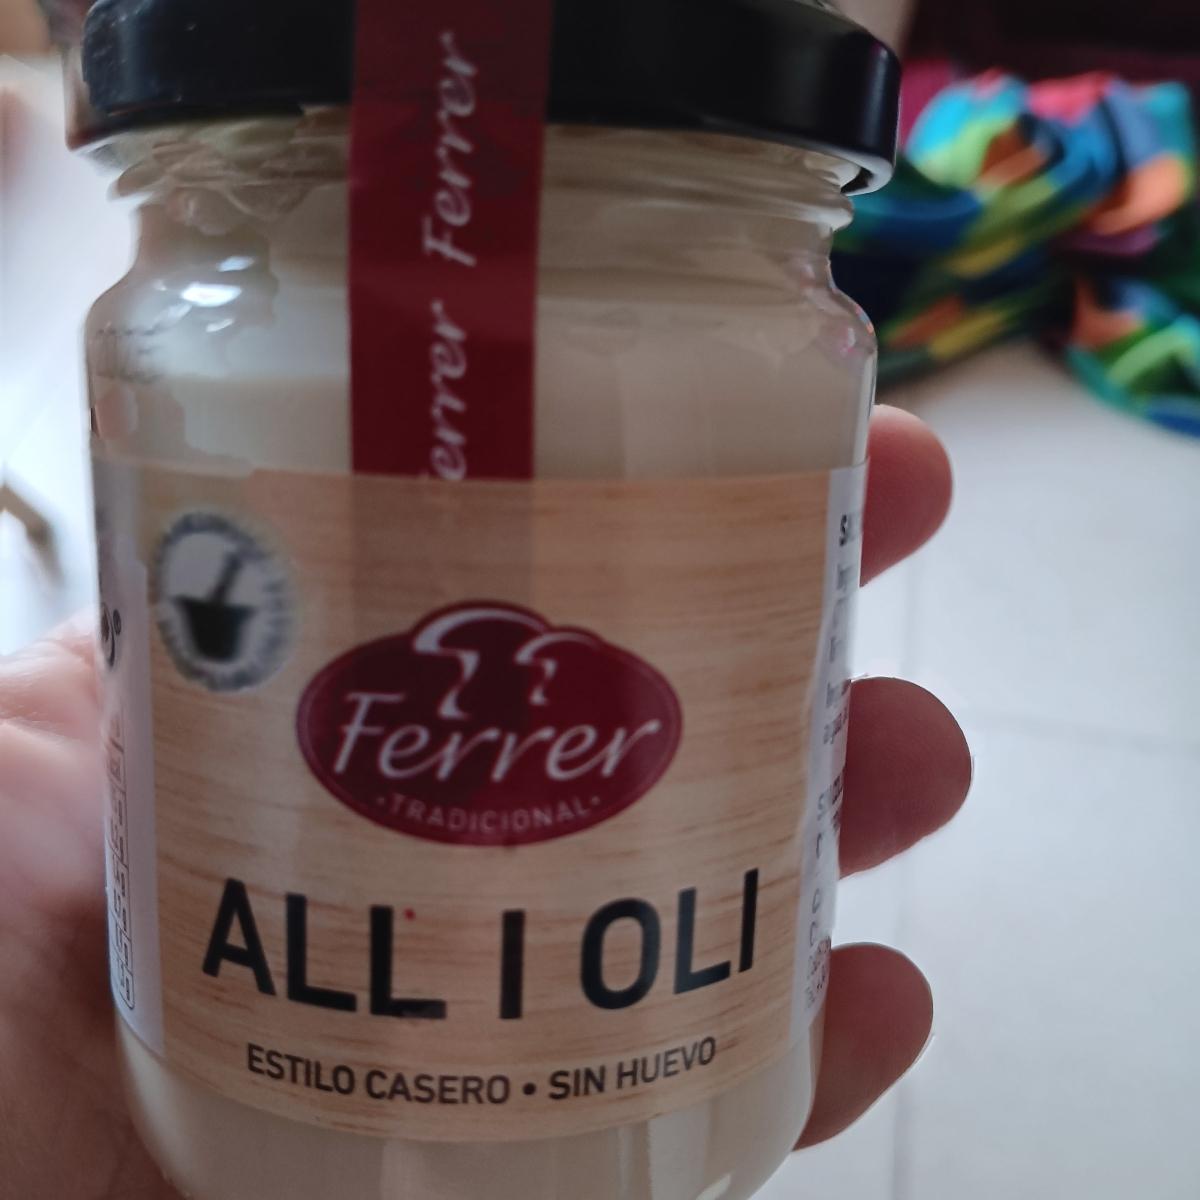 Ferrer Ferrer
Ferrer
·TRADICIONAL·
ALL I OLI
ESTILO CASERO • SIN HUEVO